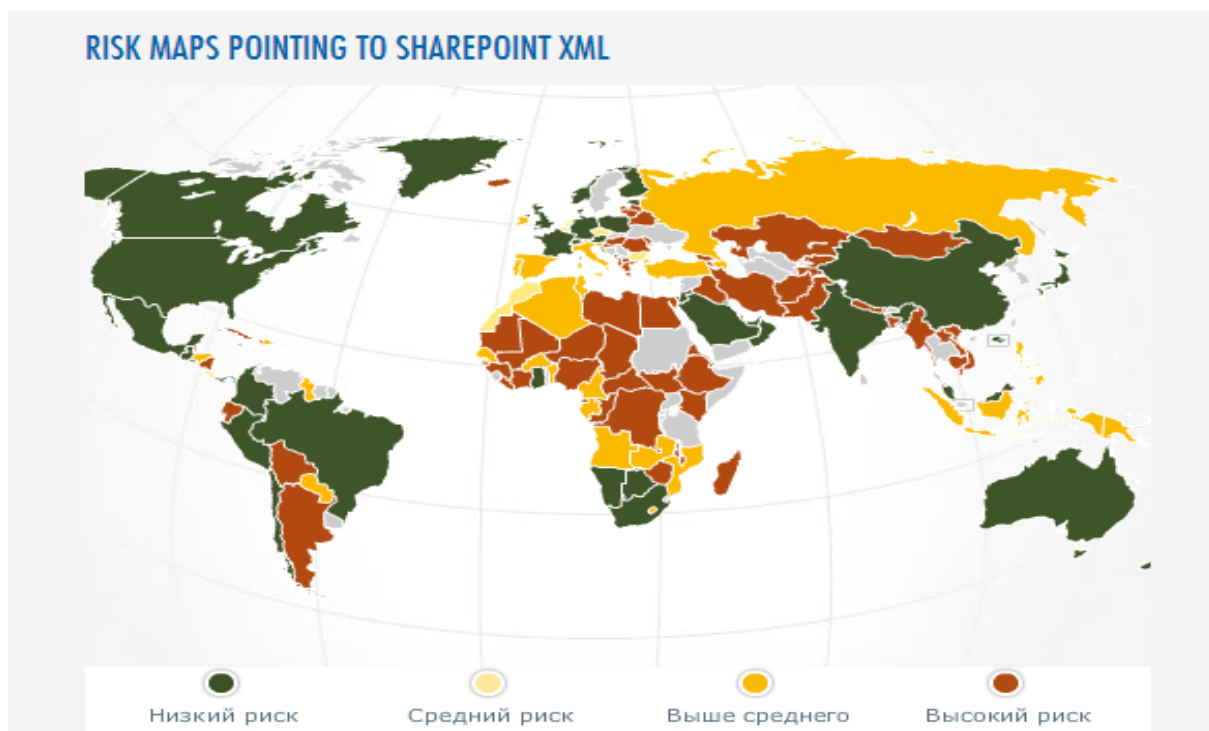 RISK MAPS POINTING TO SHAREPOINT XML
Низкий риск Средний риск Выше среднего Высокий риск